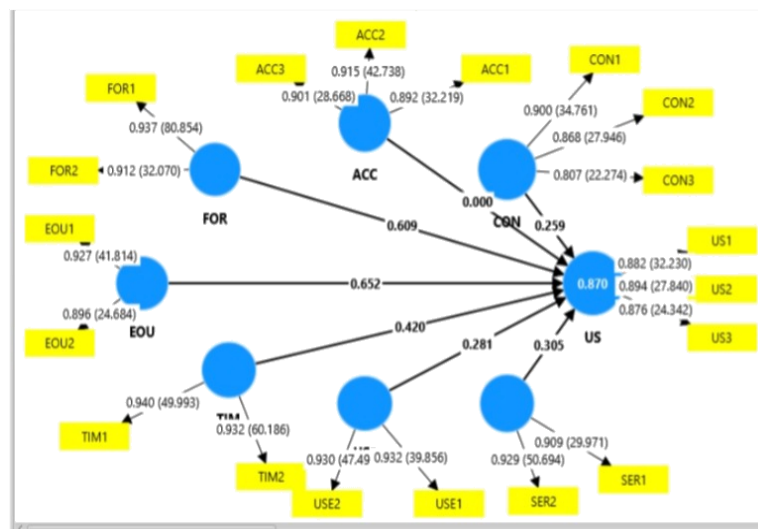 ACC2
ACC3
0.915 (42.738)
ACC1
0.901 (28.668)
0.892 (32.219)
CON1
FOR1
0.900 (34.761)
CON2
0.937 (80.854)
0.868 (27.946)
FOR2
0.912 (32.070)
ACC
0.807 (22.274)
CON3
0.000
FOR
CON
0.259
0.609
EOU1
0.927 (41.814)
US1
0.882 (32.230)
0.652
0.870
0.894 (27.840)
US2
0.896 (24.684)
0.876 (24.342)
EOU
EOU2
US
US3
0.420
0.281
0.305
0.940 (49.993)
0.932 (60.186)
TIM1
0.909 (29.971)
0.930 (47.49
0.932 (39.856)
0.929 (50.694)
TIM2
SER1
USE2
USE1
SER2